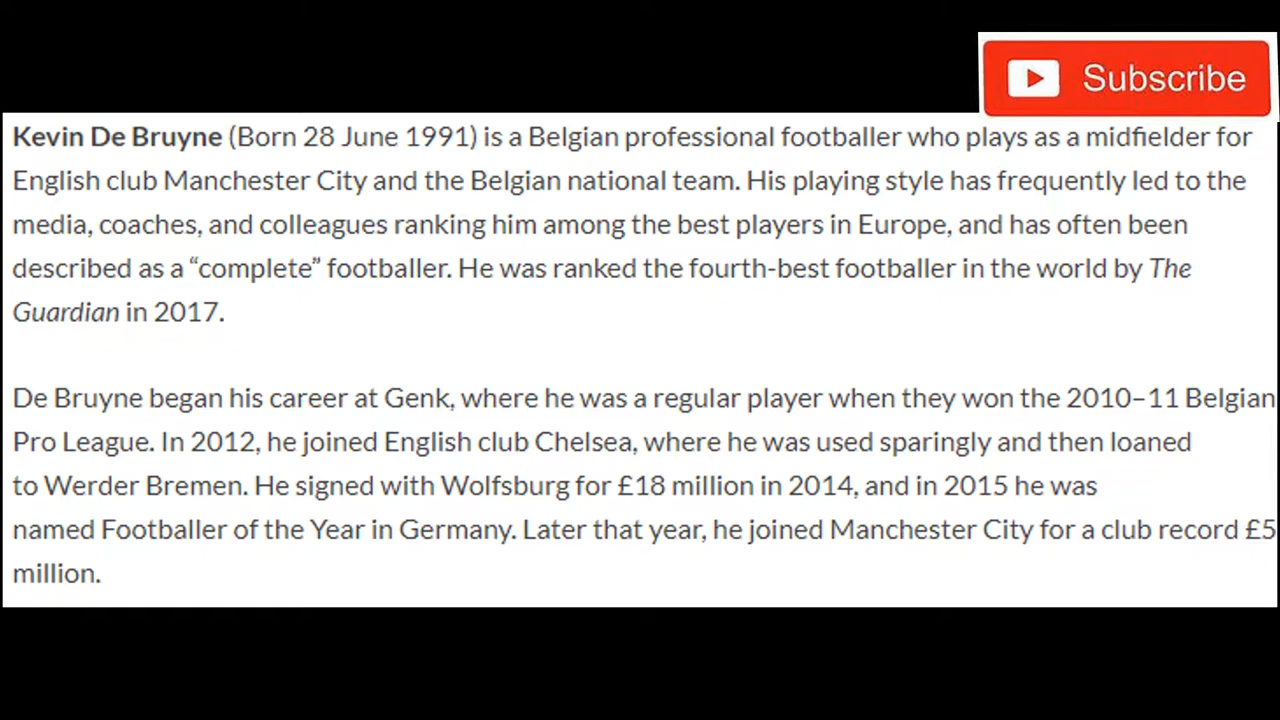 Subscribe
Kevin De Bruyne (Born 28 June 1991) is a Belgian professional footballer who plays as a midfielder for
English club Manchester City and the Belgian national team. His playing style has frequently led to the
media, coaches, and colleagues ranking him among the best players in Europe, and has often been
described as a “complete” footballer. He was ranked the fourth-best footballer in the world by The
Guardian in 2017.
De Bruyne began his career at Genk, where he was a regular player when they won the 2010–11 Belgian
Pro League. In 2012, he joined English club Chelsea, where he was used sparingly and then loaned
to Werder Bremen. He signed with Wolfsburg for £18 million in 2014, and in 2015 he was
named Footballer of the Year in Germany. Later that year, he joined Manchester City for a club record £5
million.